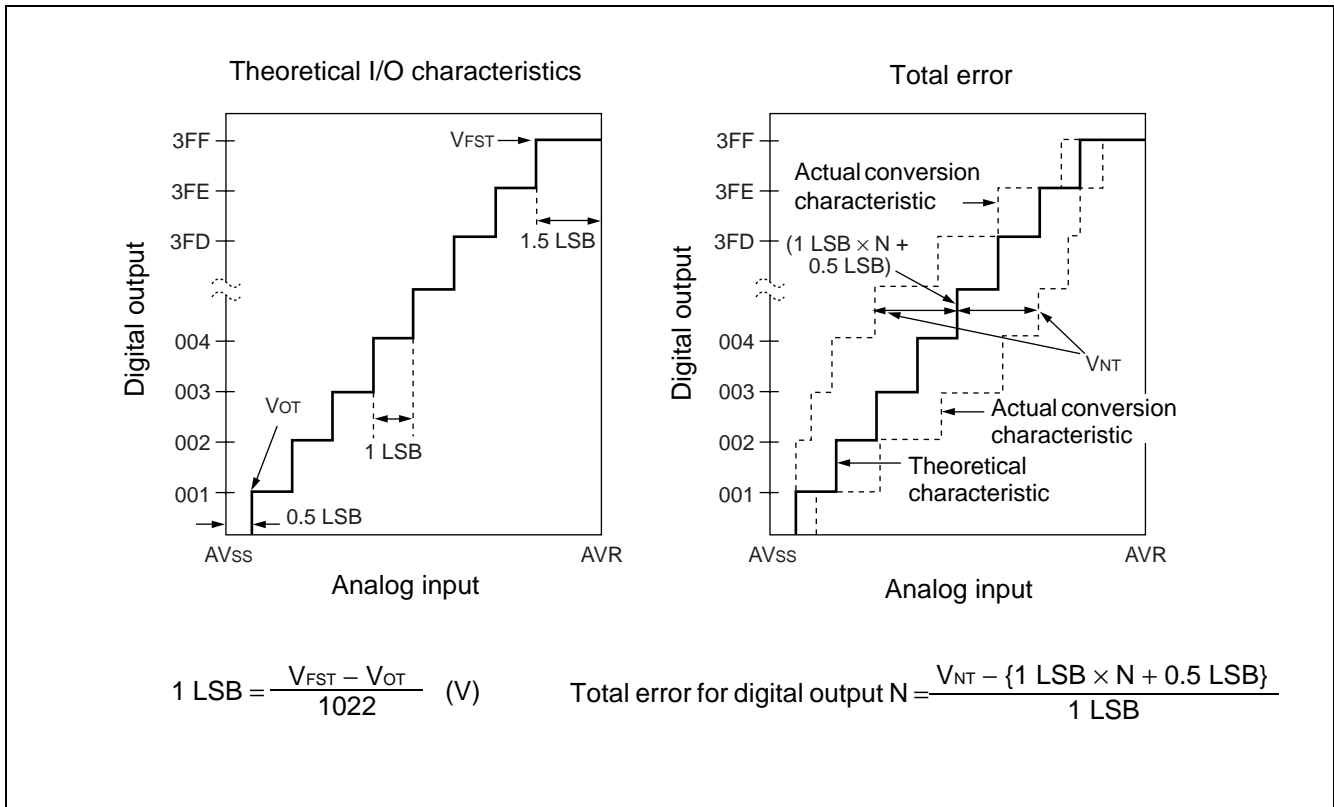 Theoretical I/O characteristics
3FF
3FE
3FD
004
003
002
001
Digital output
VFST
1.5 LSB
VOT
1 LSB
0.5 LSB
AVSS
AVR
Analog input
Total error
3FF
3FE
3FD
004
003
002
001
Digital output
Actual conversion
characteristic
(1 LSB × N +
0.5 LSB)
VNT
Actual conversion
characteristic
Theoretical
characteristic
AVSS
AVR
Analog input
1 LSB = VFST – VOT / 1022 (V)
Total error for digital output N = VNT – {1 LSB × N + 0.5 LSB} / 1 LSB